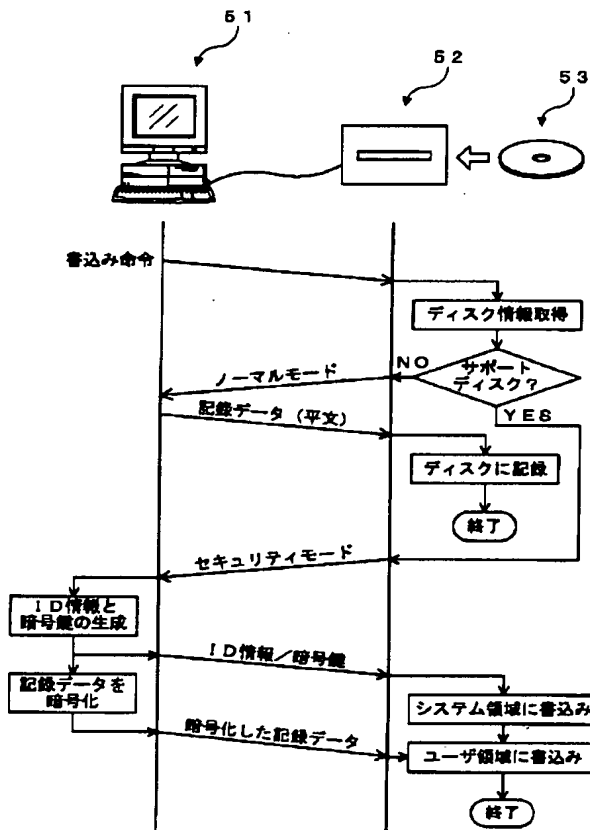 51
52
53
書込み命令
ディスク情報取得
サポート
ディスク?
NO
ノーマルモード
YES
記録データ(平文)
ディスクに記録
終了
セキュリティモード
ID情報と
暗号鍵の生成
ID情報/暗号鍵
記録データを
暗号化
システム領域に書込み
暗号化した記録データ
ユーザ領域に書込み
終了